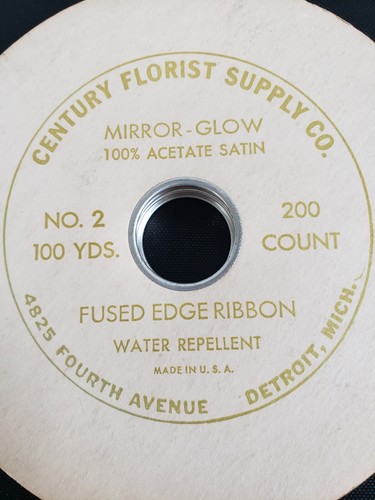 CENTURY FLORIST SUPPLY CO.
MIRROR-GLOW
100% ACETATE SATIN
NO. 2
100 YDS.
200
COUNT
FUSED EDGE RIBBON
WATER REPELLENT
MADE IN U. S. A.
4825 FOURTH AVENUE DETROIT, MICH.